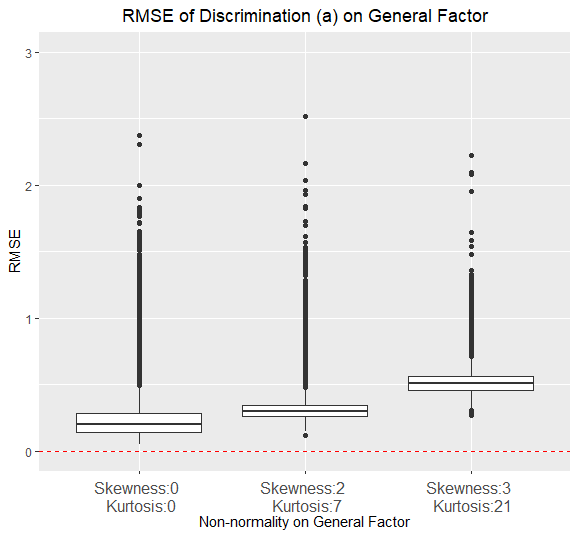 RMSE of Discrimination (a) on General Factor
3
2
1
0
RMSE
Skewness:0 Skewness:2 Skewness:3
Kurtosis:0 Kurtosis:7 Kurtosis:21
Non-normality on General Factor